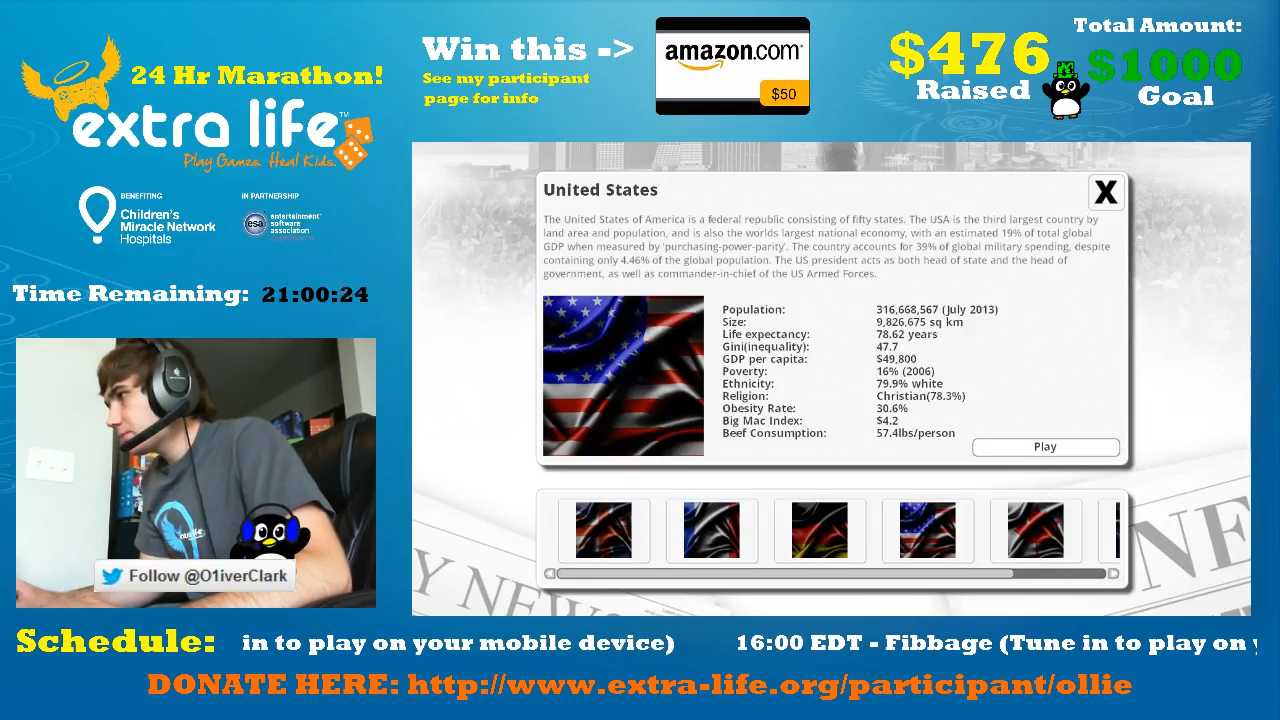 24 Hr Marathon!
extra life™
Play Games. Heal Kids.
BENEFITING
Children's
Miracle Network
Hospitals
IN PARTNERSHIP
esa
entertainment
software
association
Win this ->
See my participant
page for info
amazon.com
$50
$476
Raised
Total Amount:
$1000
Goal
Time Remaining: 21:00:24
Follow @O1iverClark
United States
X
The United States of America is a federal republic consisting of fifty states. The USA is the third largest country by
land area and population, and is also the worlds largest national economy, with an estimated 19% of total global
GDP when measured by 'purchasing-power-parity'. The country accounts for 39% of global military spending, despite
containing only 4.46% of the global population. The US president acts as both head of state and the head of
government, as well as commander-in-chief of the US Armed Forces.
Population: 316,668,567 (July 2013)
Size: 9,826,675 sq km
Life expectancy: 78.62 years
Gini(inequality): 47.7
GDP per capita: $49,800
Poverty: 16% (2006)
Ethnicity: 79.9% white
Religion: Christian(78.3%)
Obesity Rate: 30.6%
Big Mac Index: $4.2
Beef Consumption: 57.4lbs/person
Play
Y NEWS
NE
Schedule: in to play on your mobile device) 16:00 EDT - Fibbage (Tune in to play on y
DONATE HERE: http://www.extra-life.org/participant/ollie